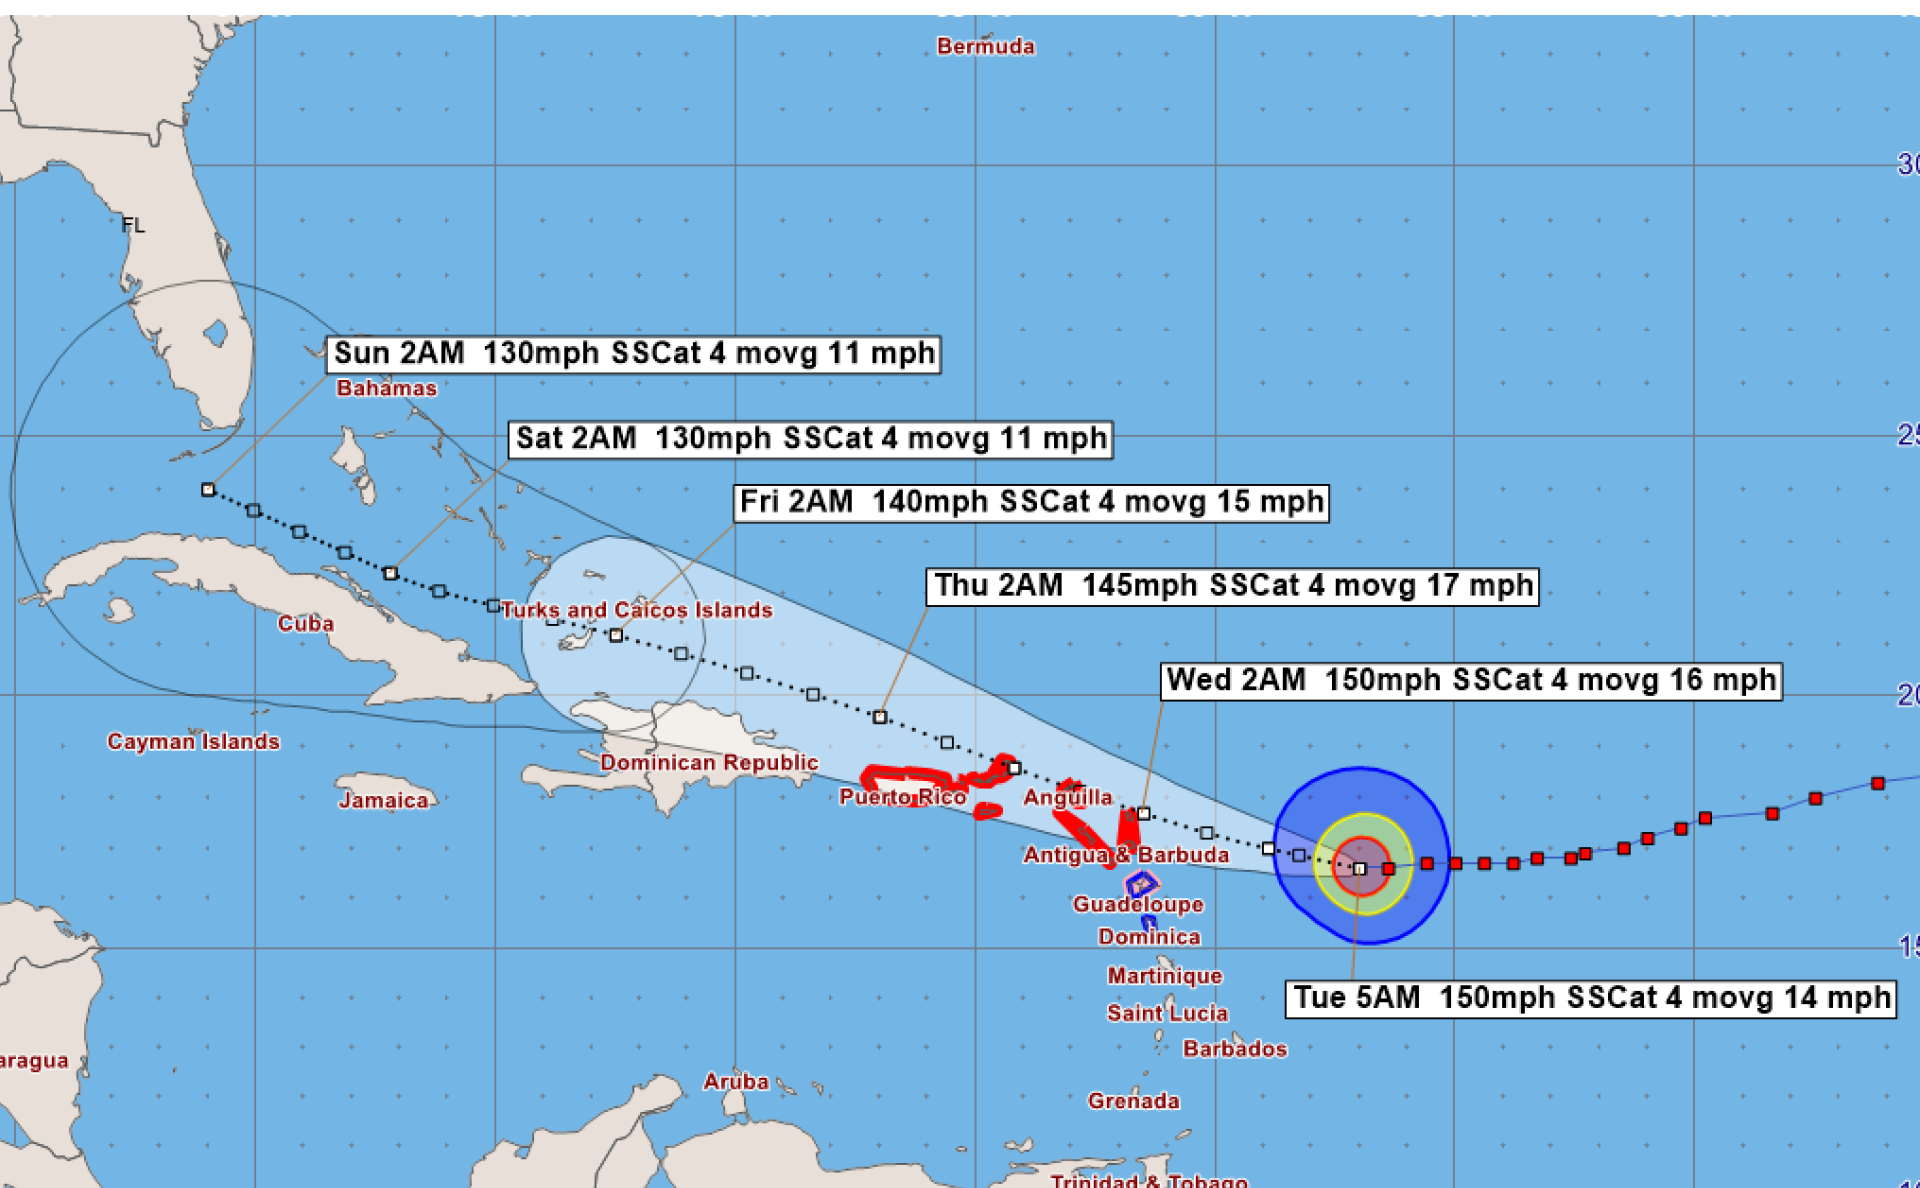 Bermuda
30
FL
Sun 2AM  130mph SSCat 4 movg 11 mph
Bahamas
Sat 2AM  130mph SSCat 4 movg 11 mph
25
Fri 2AM  140mph SSCat 4 movg 15 mph
Thu 2AM  145mph SSCat 4 movg 17 mph
Turks and Caicos Islands
Cuba
Wed 2AM  150mph SSCat 4 movg 16 mph
20
Cayman Islands
Dominican Republic
Jamaica
Puerto Rico
Anguilla
Antigua & Barbuda
Guadeloupe
Dominica
15
Martinique
Tue 5AM  150mph SSCat 4 movg 14 mph
Saint Lucia
Barbados
aragua
Aruba
Grenada
Trinidad & Tobago